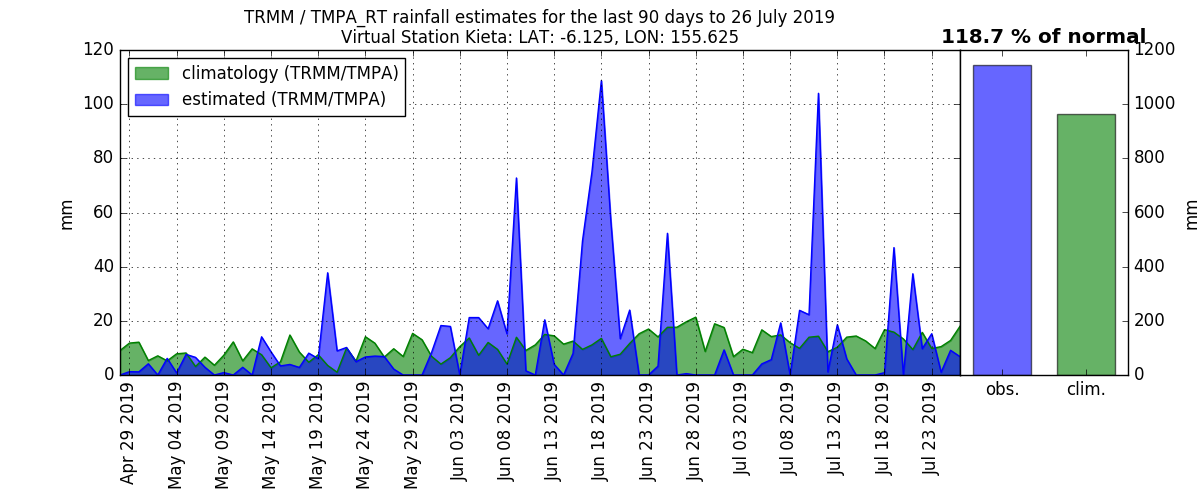 TRMM / TMPA_RT rainfall estimates for the last 90 days to 26 July 2019
Virtual Station Kieta: LAT: -6.125, LON: 155.625
118.7 % of normal
climatology (TRMM/TMPA)
estimated (TRMM/TMPA)
120
100
80
60
40
20
0
mm
1200
1000
800
600
400
200
0
mm
Apr 29 2019
May 04 2019
May 09 2019
May 14 2019
May 19 2019
May 24 2019
May 29 2019
Jun 03 2019
Jun 08 2019
Jun 13 2019
Jun 18 2019
Jun 23 2019
Jun 28 2019
Jul 03 2019
Jul 08 2019
Jul 13 2019
Jul 18 2019
Jul 23 2019
obs.
clim.